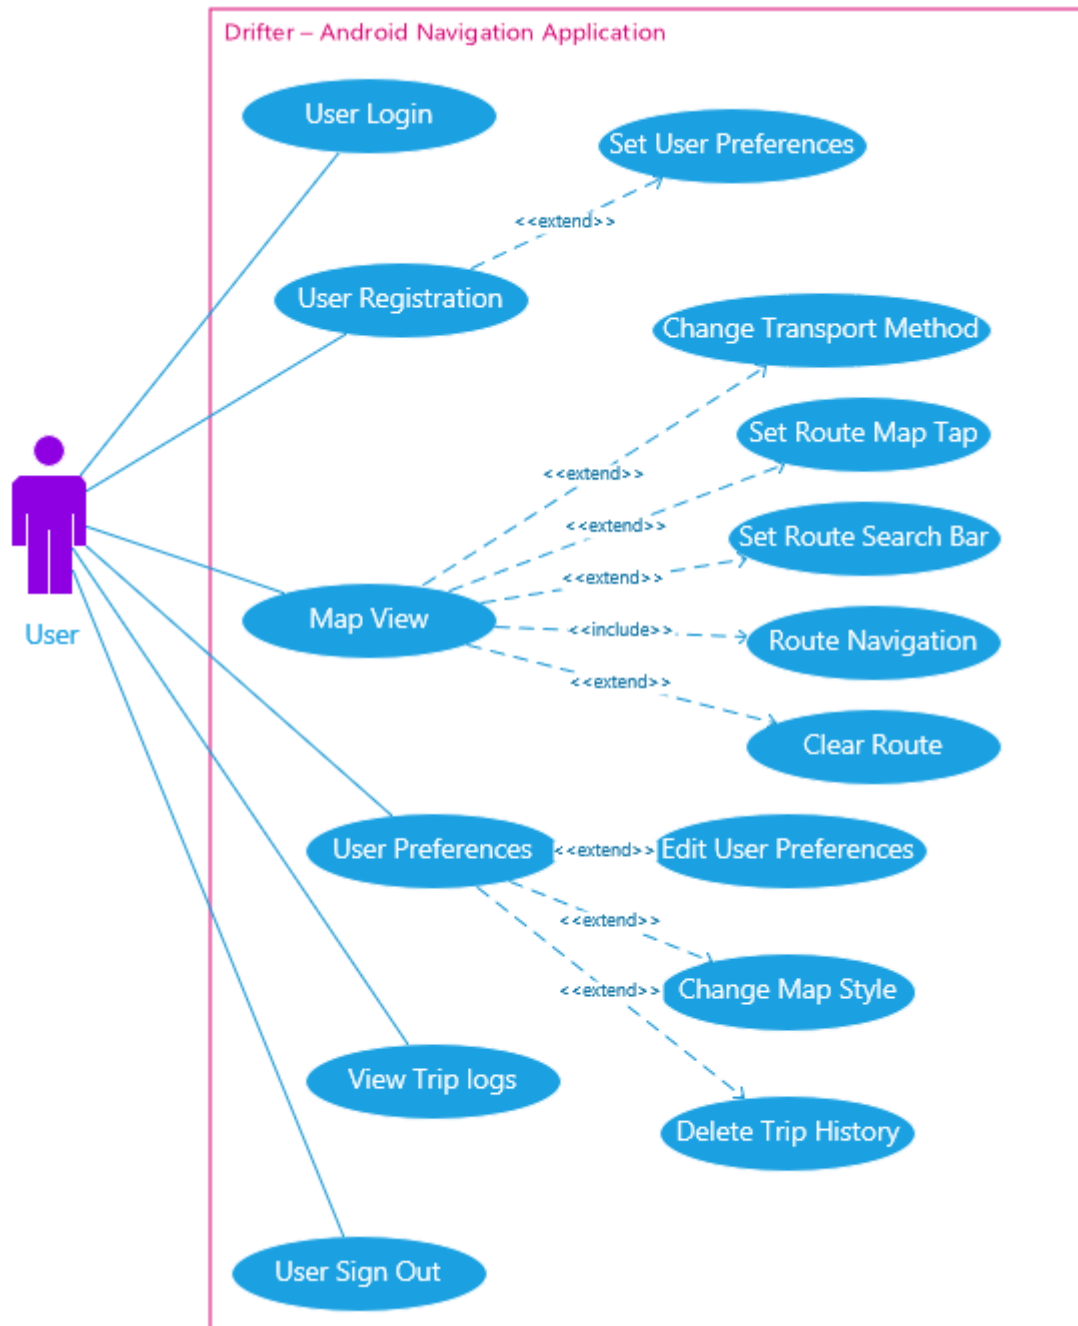 Drifter – Android Navigation Application
User Login
Set User Preferences
<<extend>>
User Registration
Change Transport Method
Set Route Map Tap
<<extend>>
<<extend>>
Set Route Search Bar
<<extend>>
Map View
<<include>>
Route Navigation
User
<<extend>>
Clear Route
User Preferences
<<extend>>
Edit User Preferences
<<extend>>
<<extend>>
Change Map Style
View Trip logs
Delete Trip History
User Sign Out